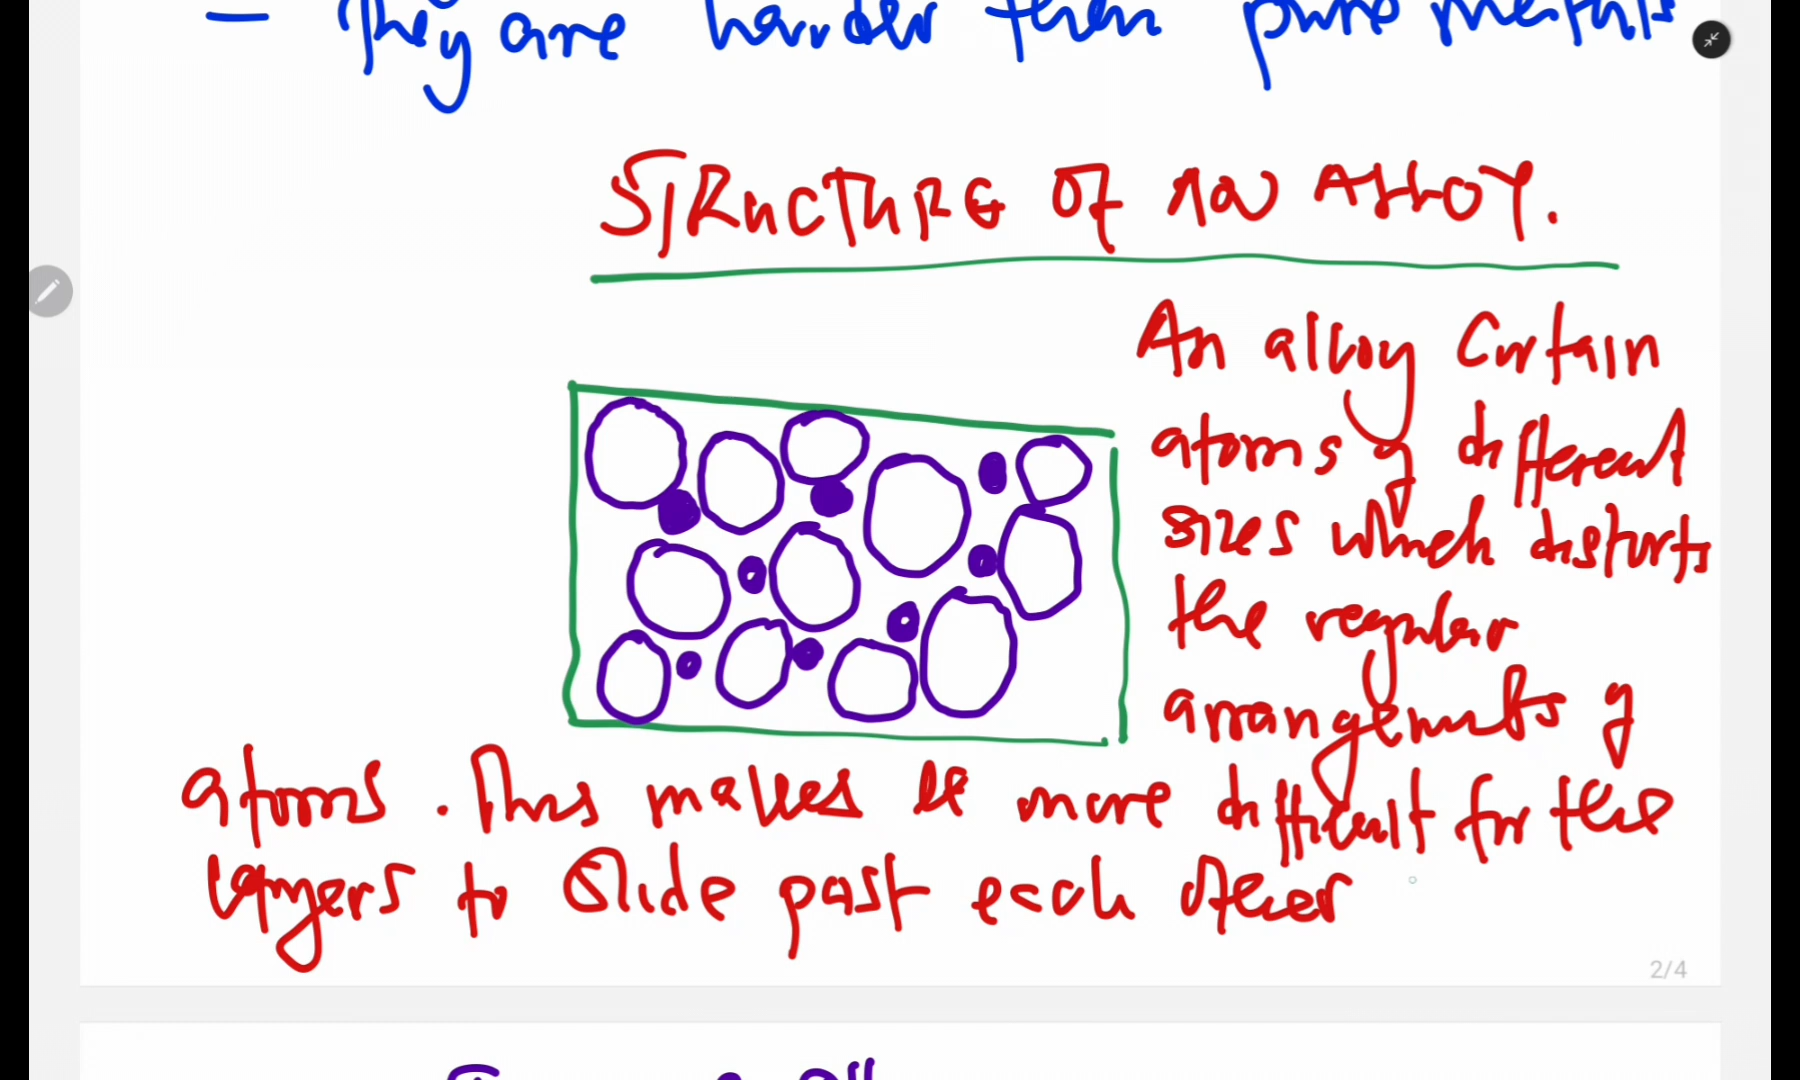 – They are harder than pure metals
STRUCTURE OF AN ALLOY.
An alloy Contain
atoms of different
sizes which distorts
the regular
arrangements of
atoms. This makes it more difficult for the
layers to Slide past each other
2/4